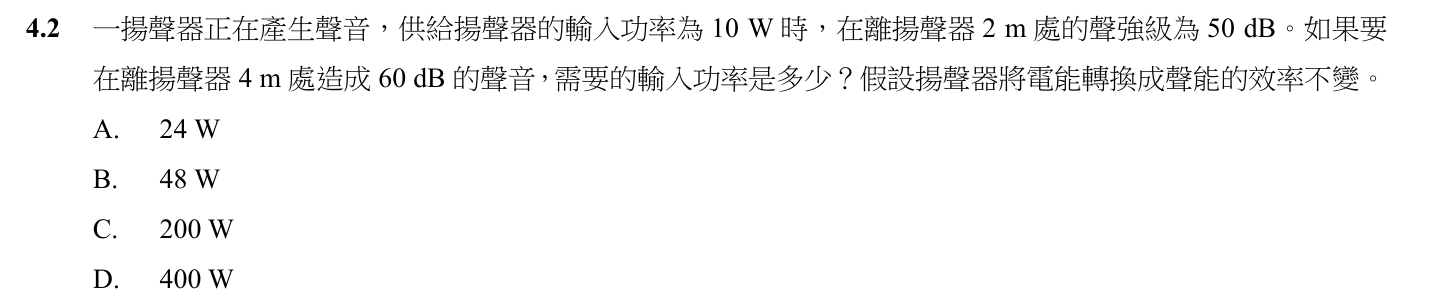 4.2 一揚聲器正在產生聲音，供給揚聲器的輸入功率為 10 W 時，在離揚聲器 2 m 處的聲強級為 50 dB。如果要
在離揚聲器 4 m 處造成 60 dB 的聲音，需要的輸入功率是多少？假設揚聲器將電能轉換成聲能的效率不變。
A. 24 W
B. 48 W
C. 200 W
D. 400 W